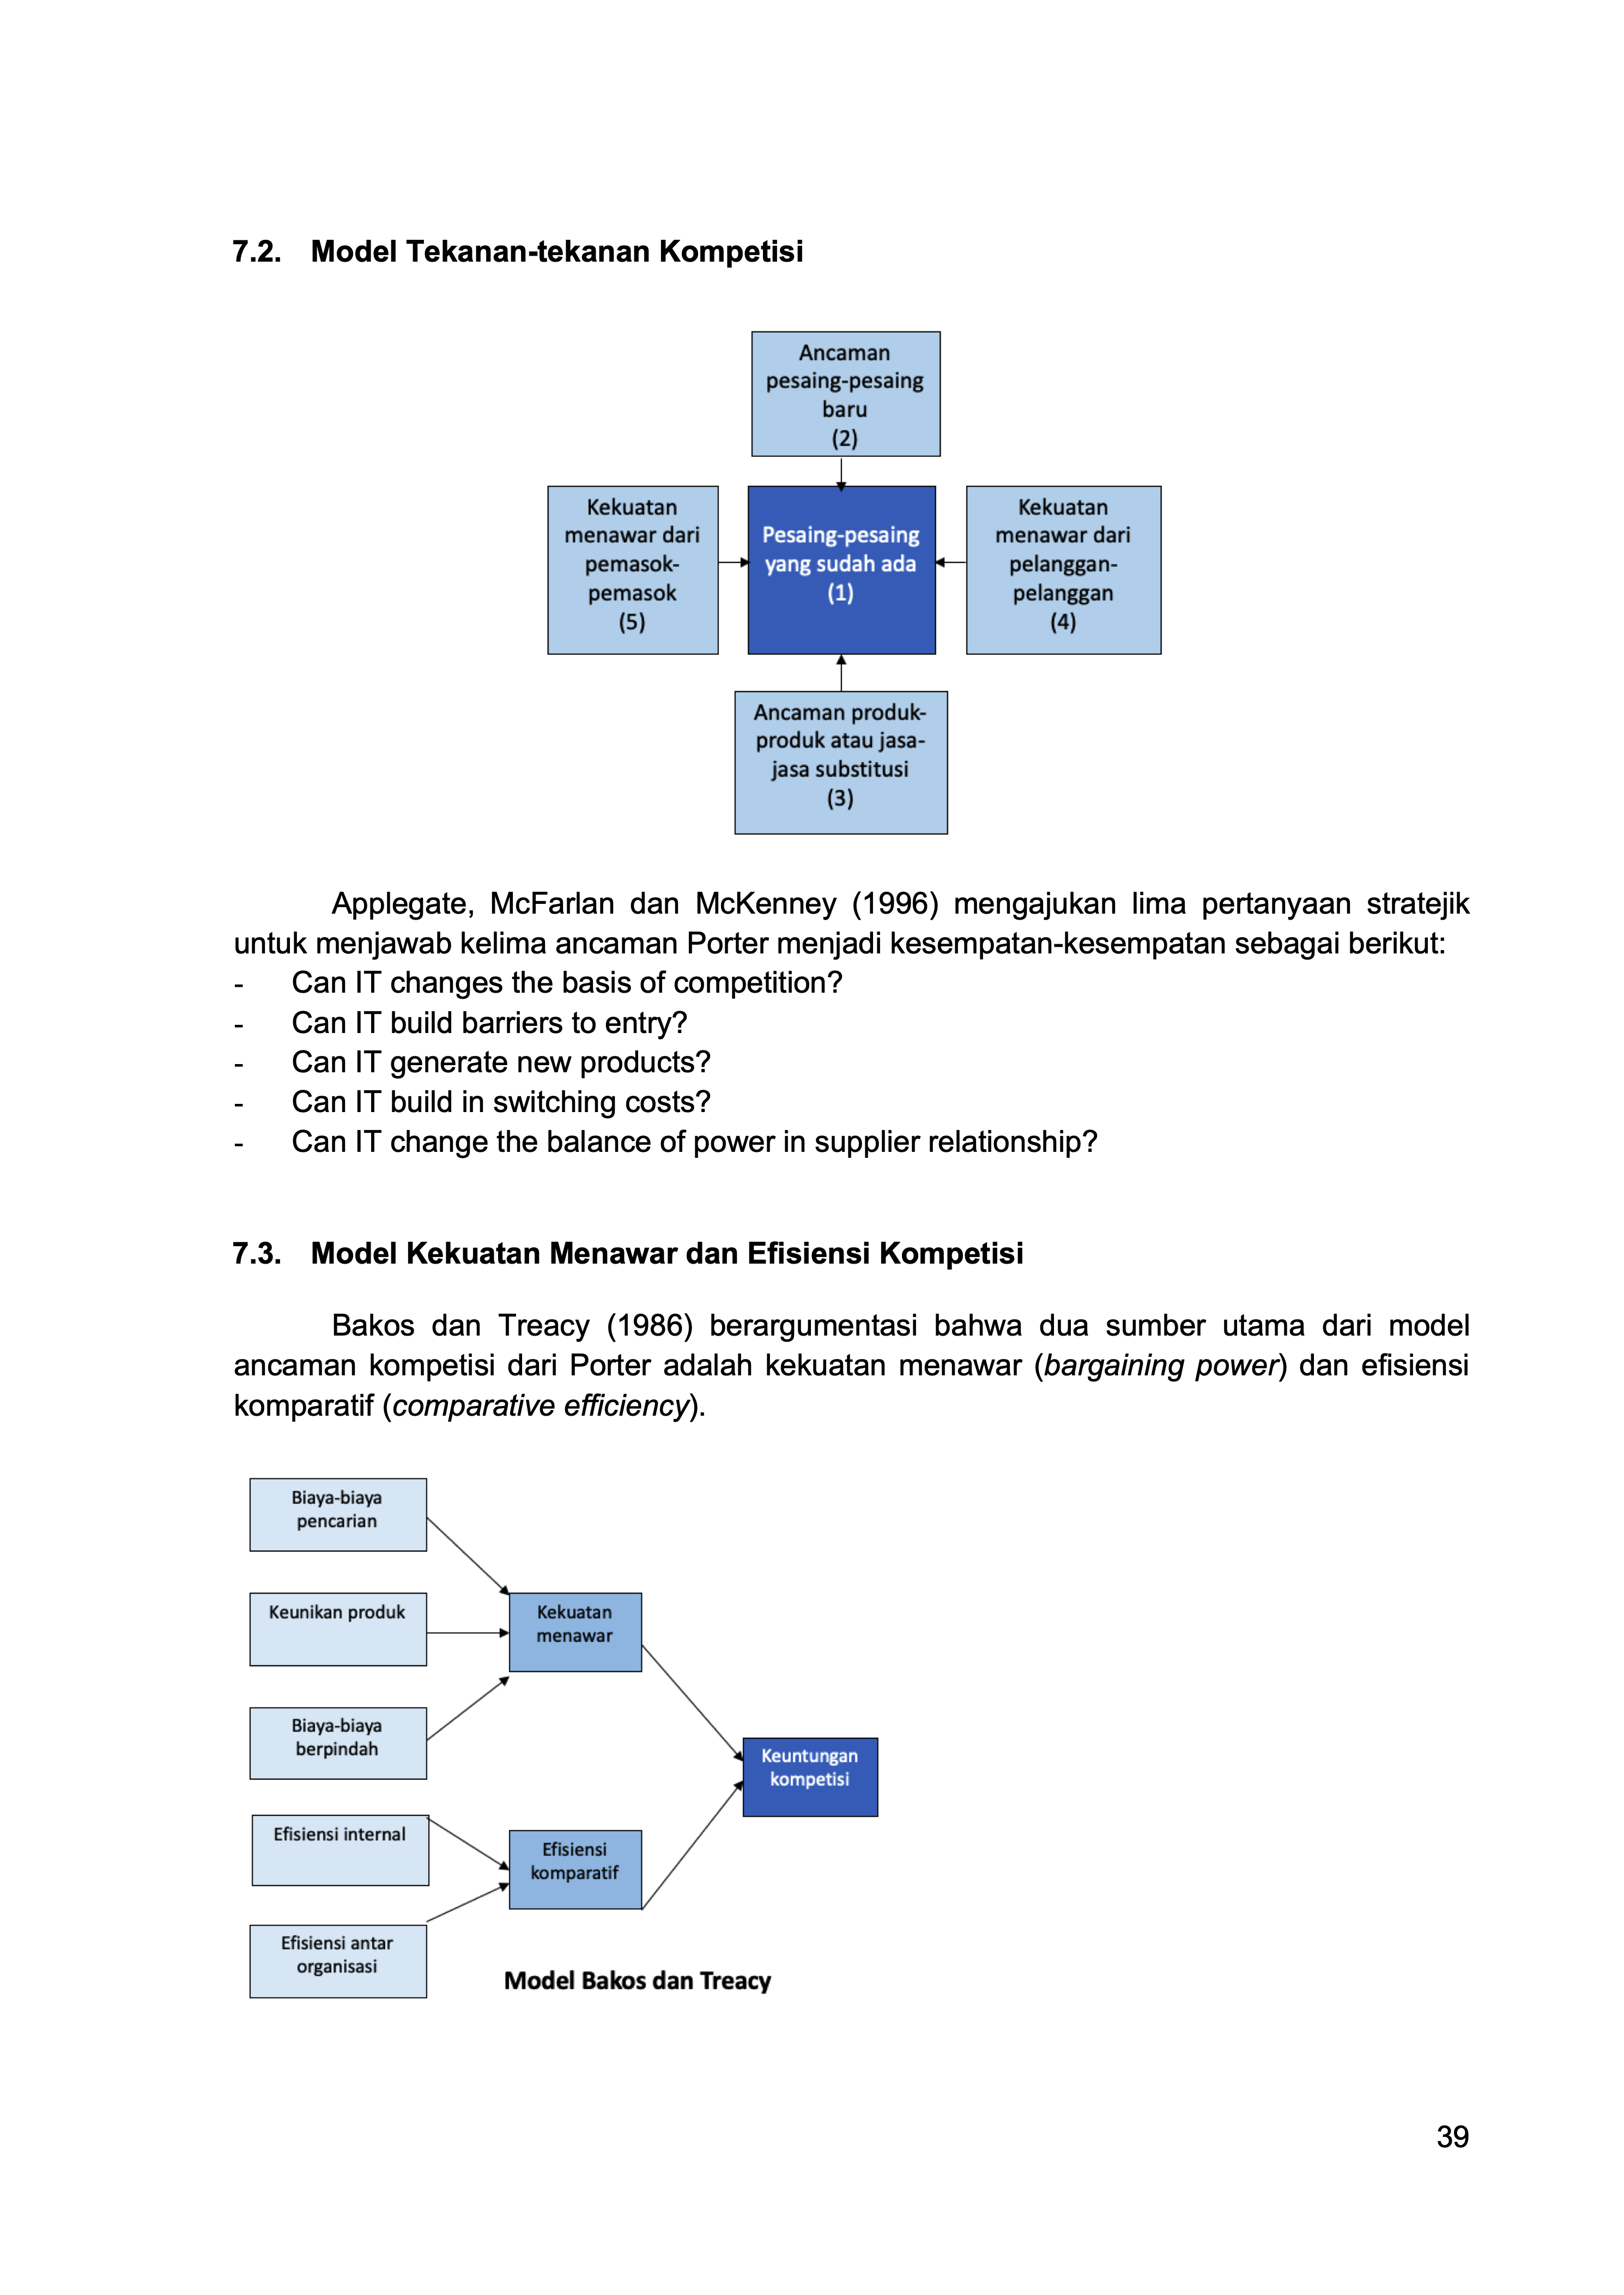 7.2. Model Tekanan-tekanan Kompetisi
Ancaman
pesaing-pesaing
baru
(2)
Kekuatan
menawar dari
pemasok-
pemasok
(5)
Pesaing-pesaing
yang sudah ada
(1)
Kekuatan
menawar dari
pelanggan-
pelanggan
(4)
Ancaman produk-
produk atau jasa-
jasa substitusi
(3)
Applegate, McFarlan dan McKenney (1996) mengajukan lima pertanyaan stratejik
untuk menjawab kelima ancaman Porter menjadi kesempatan-kesempatan sebagai berikut:
- Can IT changes the basis of competition?
- Can IT build barriers to entry?
- Can IT generate new products?
- Can IT build in switching costs?
- Can IT change the balance of power in supplier relationship?
7.3. Model Kekuatan Menawar dan Efisiensi Kompetisi
Bakos dan Treacy (1986) berargumentasi bahwa dua sumber utama dari model
ancaman kompetisi dari Porter adalah kekuatan menawar (bargaining power) dan efisiensi
komparatif (comparative efficiency).
Biaya-biaya
pencarian
Keunikan produk
Biaya-biaya
berpindah
Efisiensi internal
Efisiensi antar
organisasi
Kekuatan
menawar
Efisiensi
komparatif
Keuntungan
kompetisi
Model Bakos dan Treacy
39